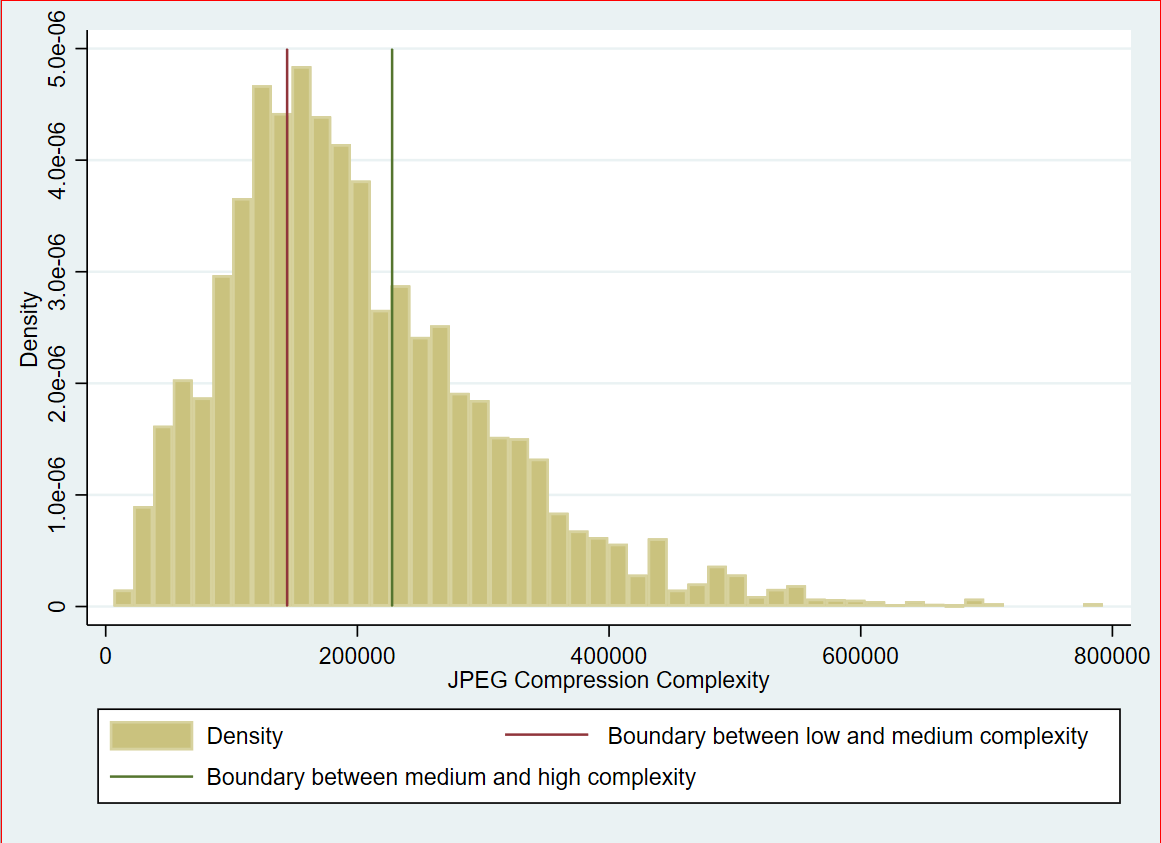 Density
5.0e-06
4.0e-06
3.0e-06
2.0e-06
1.0e-06
0
0 200000 400000 600000 800000
JPEG Compression Complexity
Density Boundary between low and medium complexity
Boundary between medium and high complexity